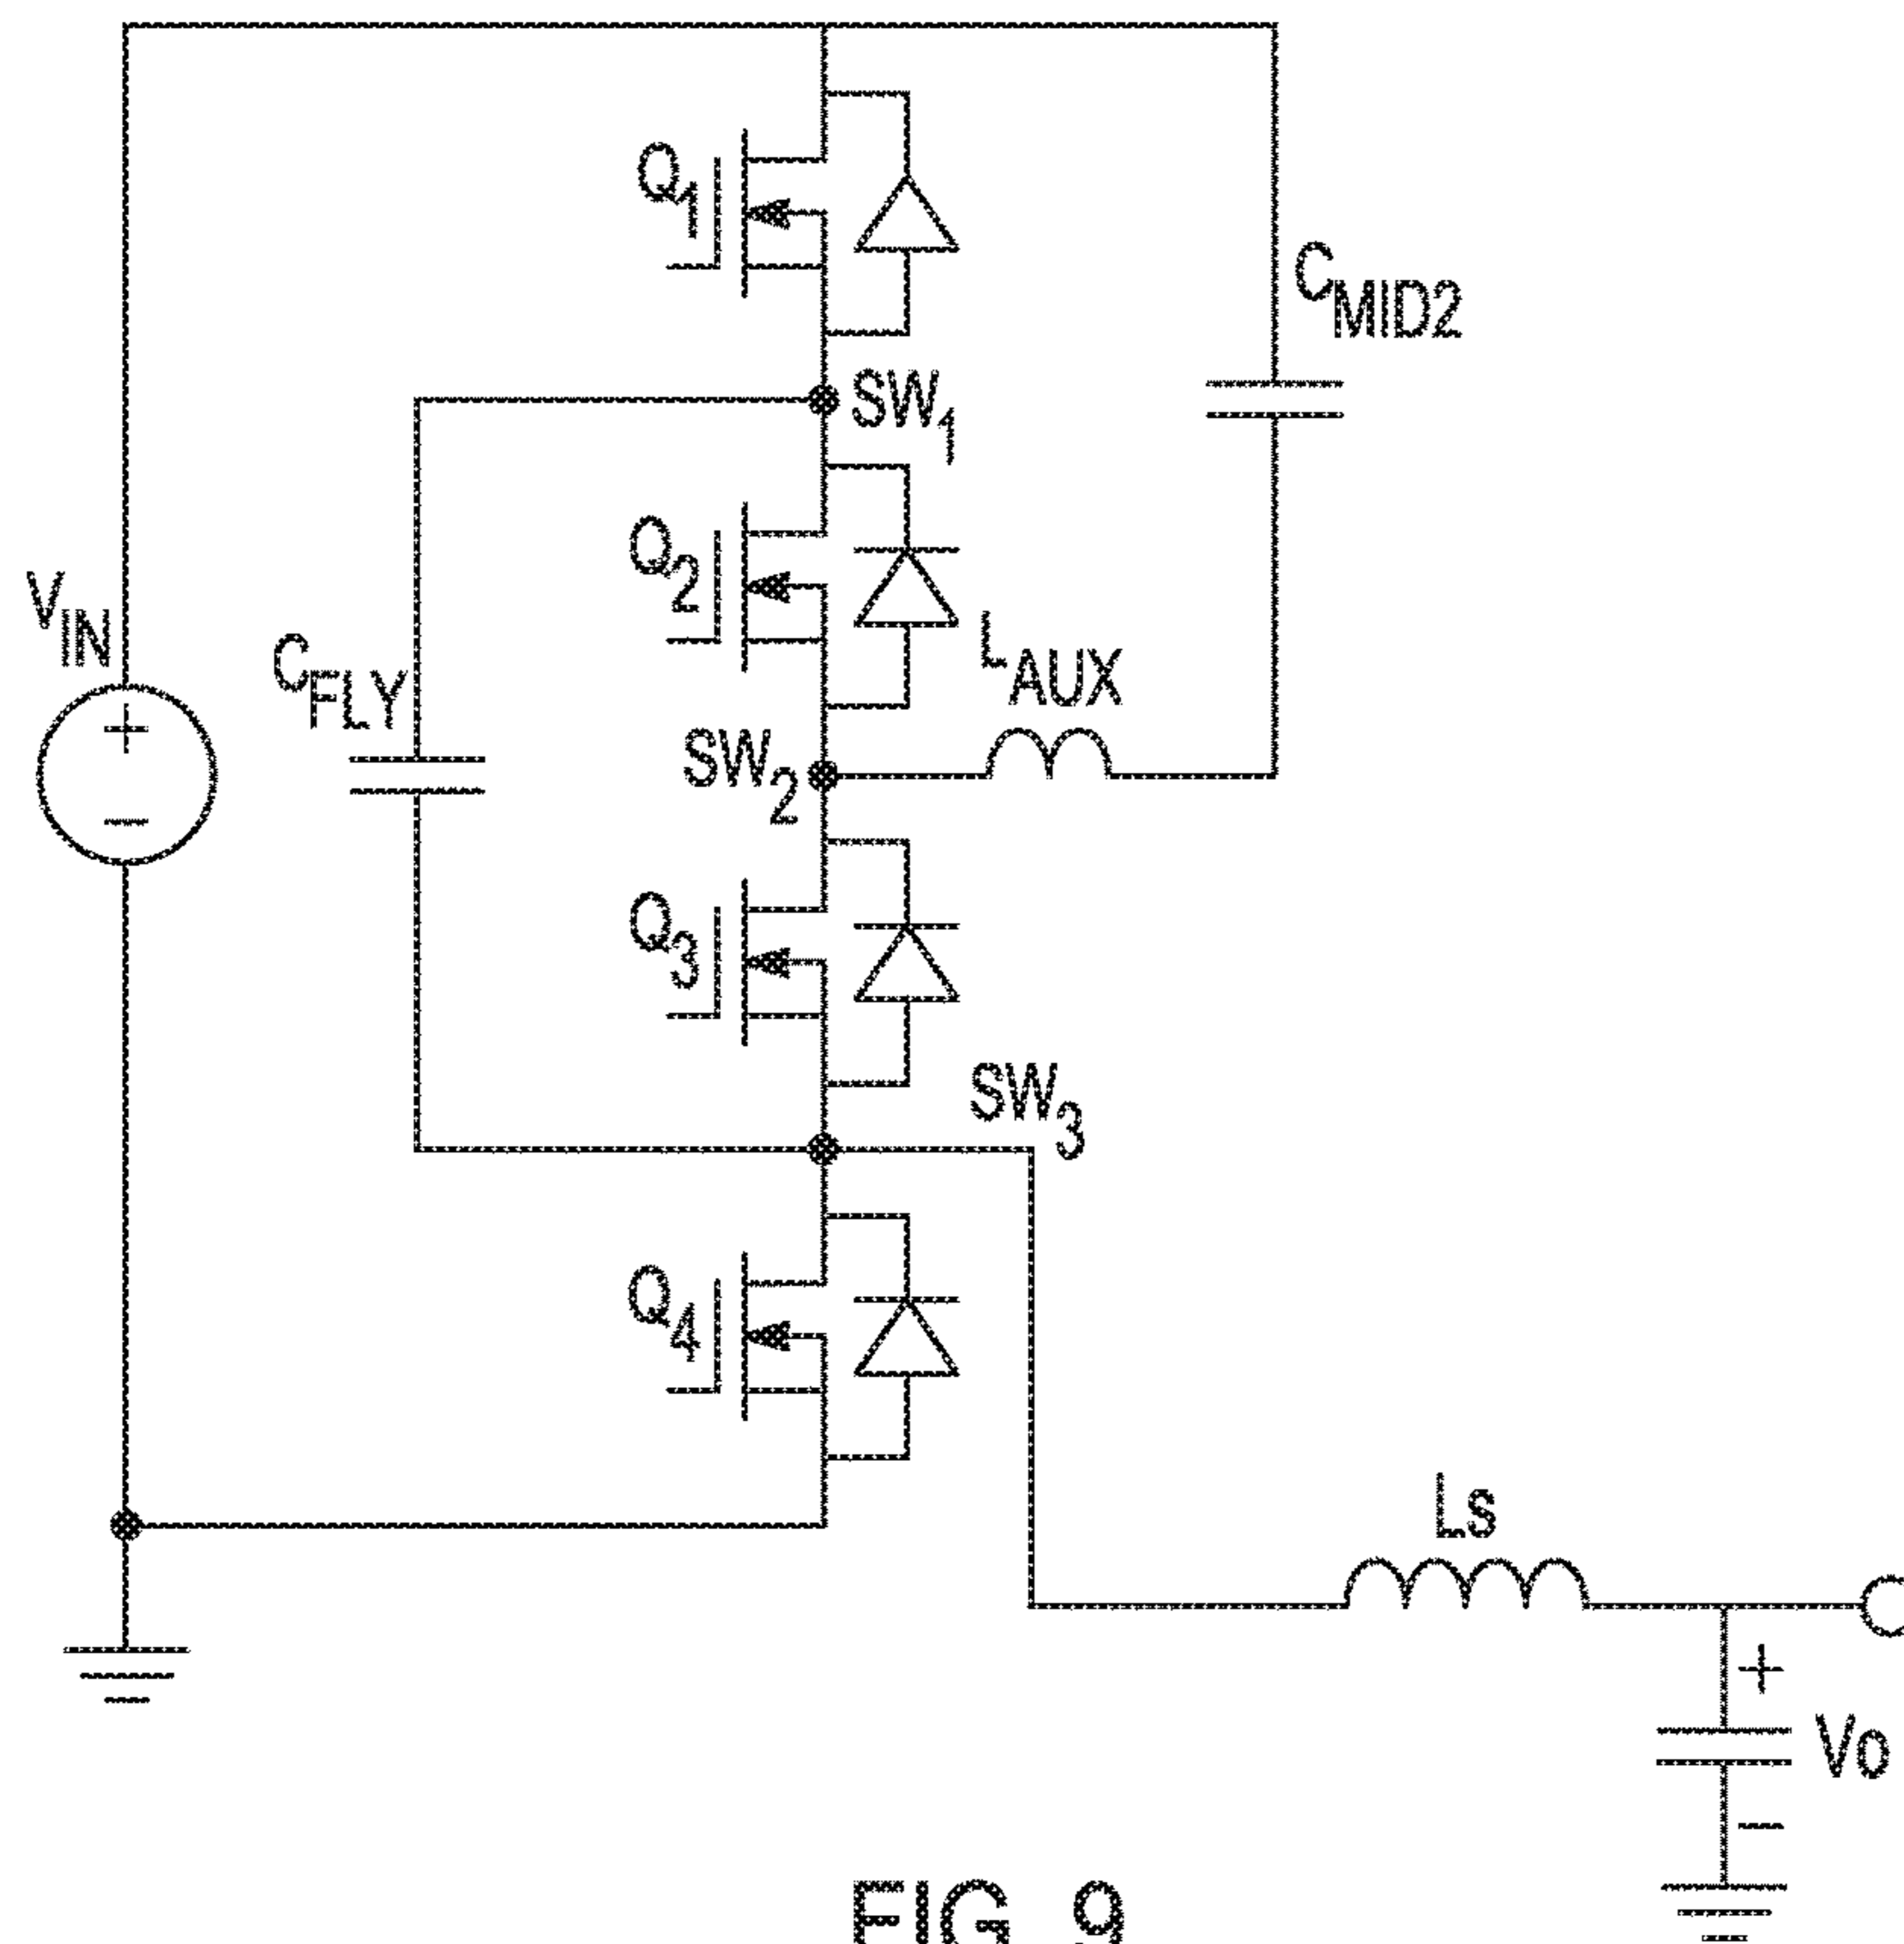 Q1
CMID2
SW1
Q2
VIN
CFLY
LAUX
SW2
Q3
SW3
Q4
Ls
Vo
FIG. 9